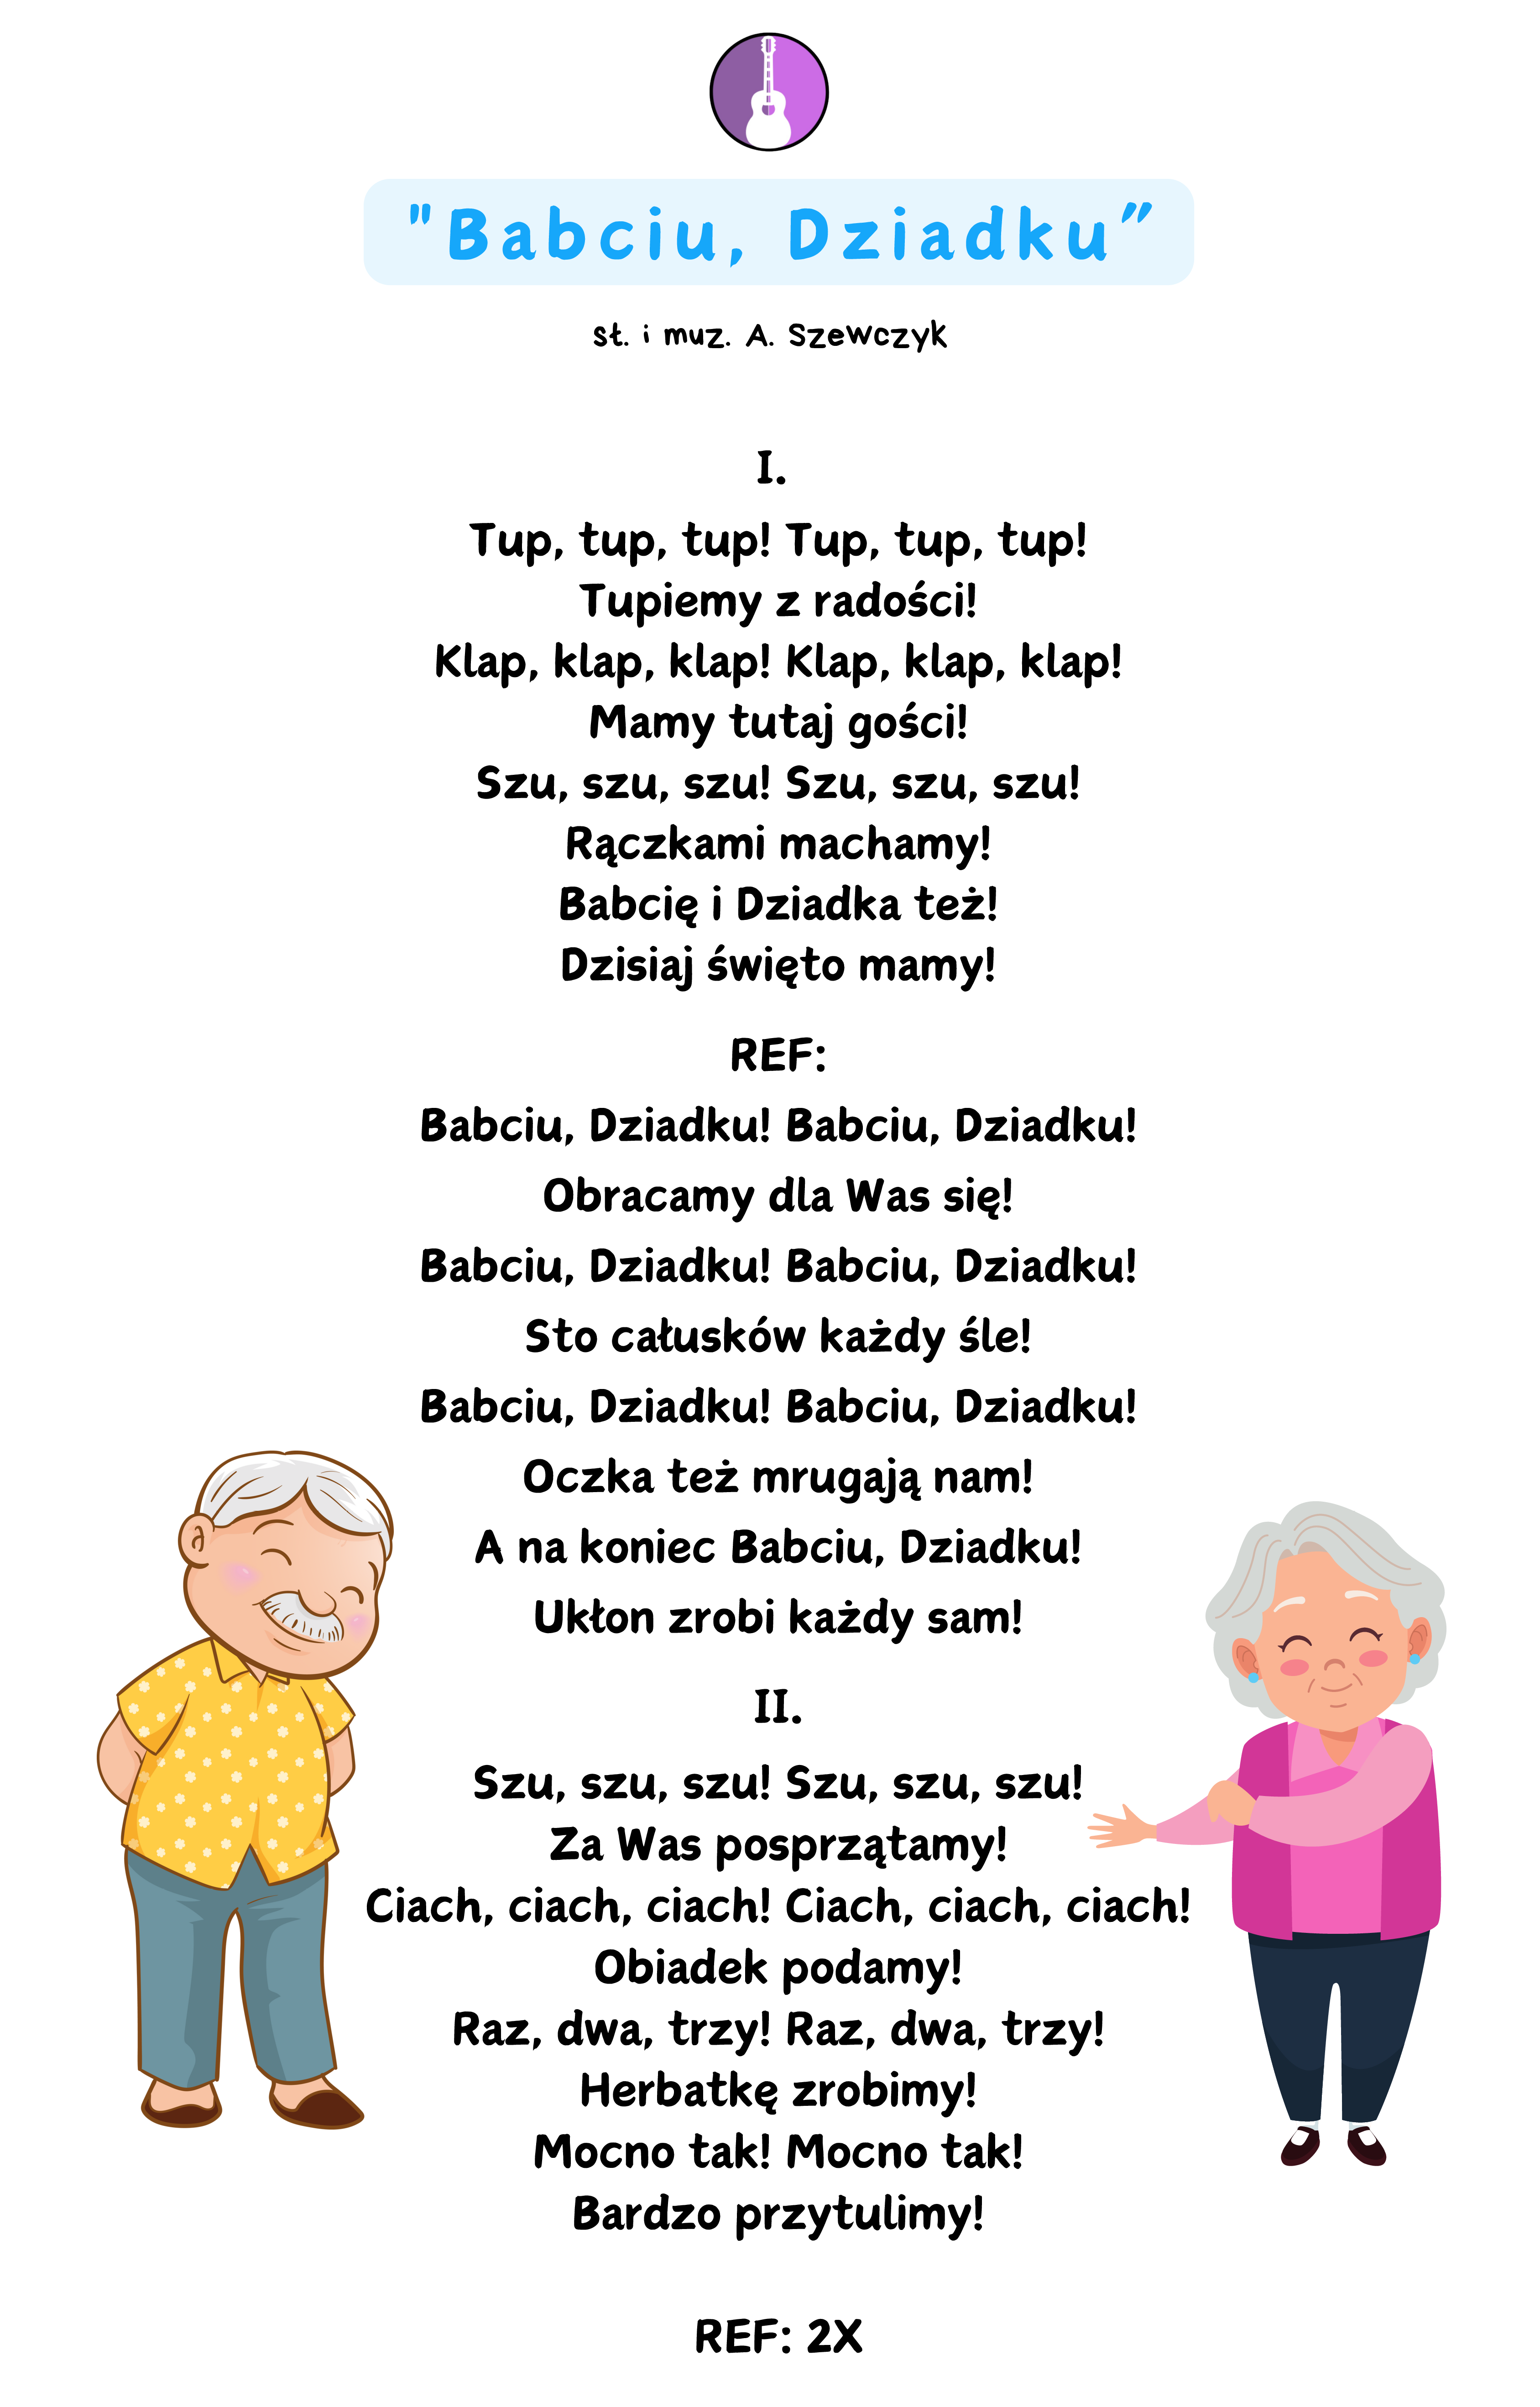 "Babciu, Dziadku”
sł. i muz. A. Szewczyk
I.
Tup, tup, tup! Tup, tup, tup!
Tupiemy z radości!
Klap, klap, klap! Klap, klap, klap!
Mamy tutaj gości!
Szu, szu, szu! Szu, szu, szu!
Rączkami machamy!
Babcię i Dziadka też!
Dzisiaj święto mamy!
REF:
Babciu, Dziadku! Babciu, Dziadku!
Obracamy dla Was się!
Babciu, Dziadku! Babciu, Dziadku!
Sto całusków każdy śle!
Babciu, Dziadku! Babciu, Dziadku!
Oczka też mrugają nam!
A na koniec Babciu, Dziadku!
Ukłon zrobi każdy sam!
II.
Szu, szu, szu! Szu, szu, szu!
Za Was posprzątamy!
Ciach, ciach, ciach! Ciach, ciach, ciach!
Obiadek podamy!
Raz, dwa, trzy! Raz, dwa, trzy!
Herbatkę zrobimy!
Mocno tak! Mocno tak!
Bardzo przytulimy!
REF: 2X